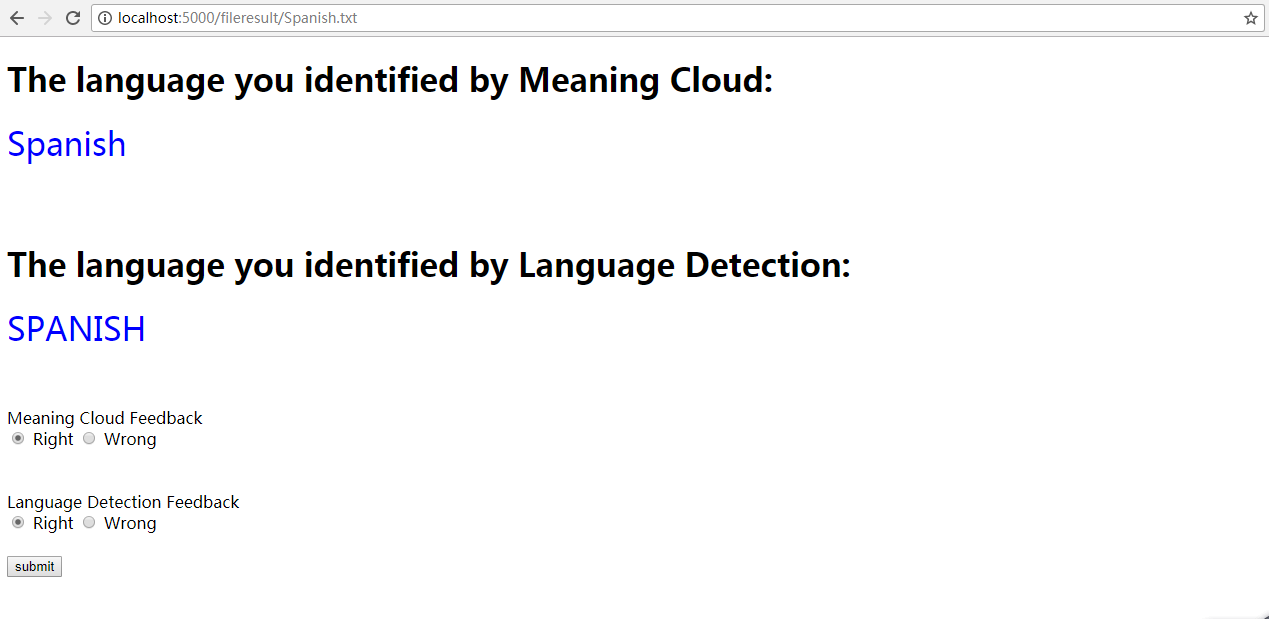 localhost:5000/fileresult/Spanish.txt
The language you identified by Meaning Cloud:
Spanish
The language you identified by Language Detection:
SPANISH
Meaning Cloud Feedback
Right Wrong
Language Detection Feedback
Right Wrong
submit